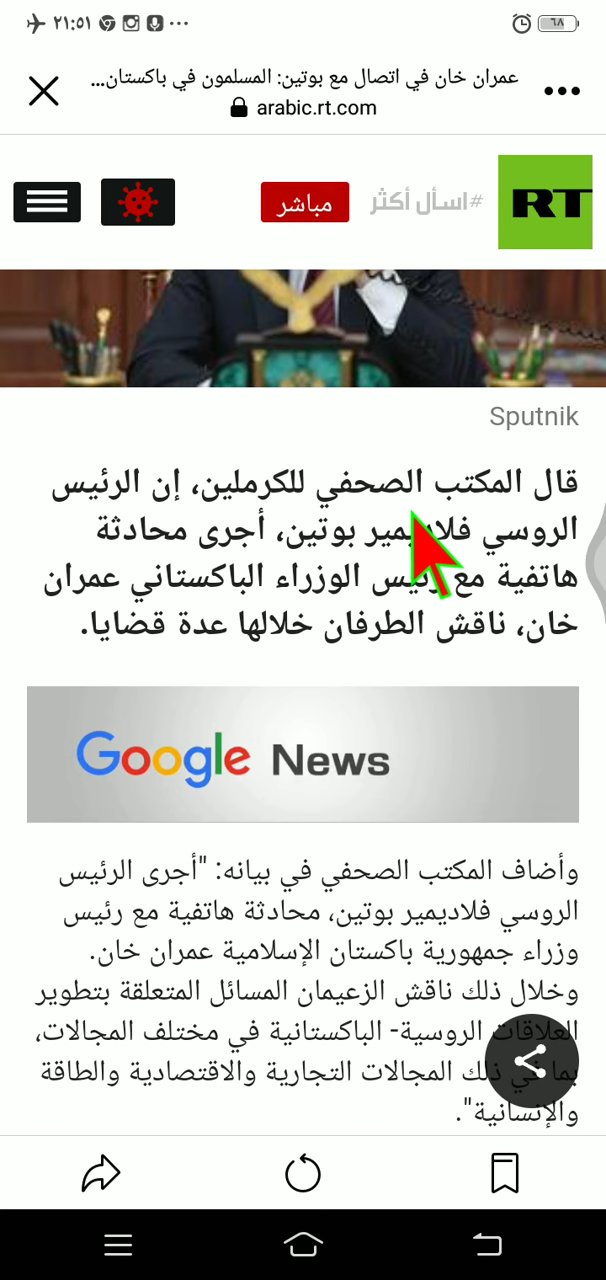 ٢١:٥١
٦٨
عمران خان في اتصال مع بوتين: المسلمون في باكستان...
arabic.rt.com
مباشر
#اسأل أكثر
RT
Sputnik
قال المكتب الصحفي للكرملين، إن الرئيس
الروسي فلاديمير بوتين، أجرى محادثة
هاتفية مع رئيس الوزراء الباكستاني عمران
خان، ناقش الطرفان خلالها عدة قضايا.
Google News
وأضاف المكتب الصحفي في بيانه: "أجرى الرئيس
الروسي فلاديمير بوتين، محادثة هاتفية مع رئيس
وزراء جمهورية باكستان الإسلامية عمران خان.
وخلال ذلك ناقش الزعيمان المسائل المتعلقة بتطوير
العلاقات الروسية- الباكستانية في مختلف المجالات،
بما في ذلك المجالات التجارية والاقتصادية والطاقة
والإنسانية".